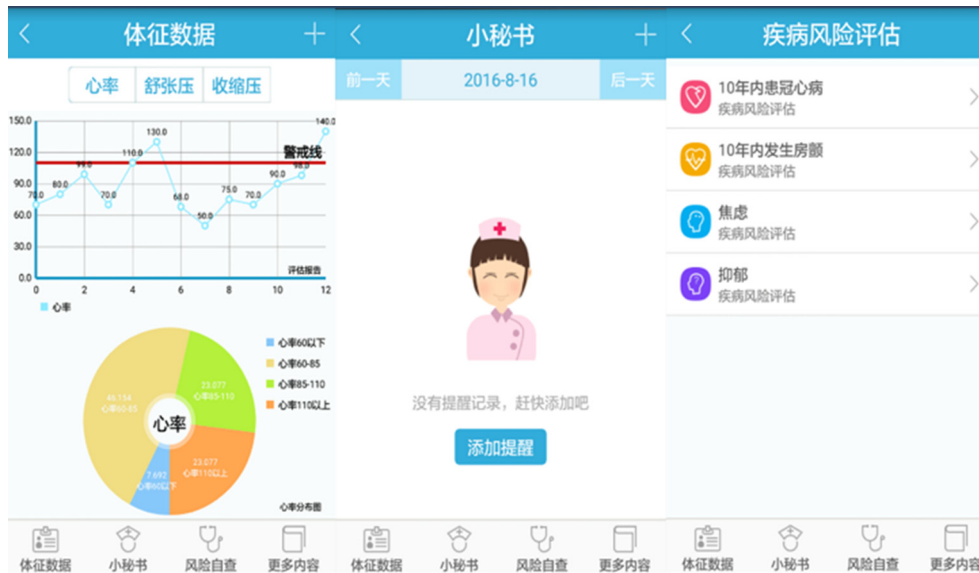 体征数据
心率 舒张压 收缩压
150.0
120.0
90.0
60.0
30.0
0.0
70.0
80.0
99.0
70.0
110.0
130.0
68.0
50.0
75.0
70.0
90.0
98.0
140.0
警戒线
评估报告
0 2 4 6 8 10 12
心率
心率60以下
心率60-85
心率85-110
心率110以上
23.077
心率85-110
46.154
心率60-85
心率
23.077
心率110以上
7.692
心率60以下
心率分布图
体征数据 小秘书 风险自查 更多内容
小秘书
前一天 2016-8-16 后一天
没有提醒记录，赶快添加吧
添加提醒
体征数据 小秘书 风险自查 更多内容
疾病风险评估
10年内患冠心病
疾病风险评估
10年内发生房颤
疾病风险评估
焦虑
疾病风险评估
抑郁
疾病风险评估
体征数据 小秘书 风险自查 更多内容